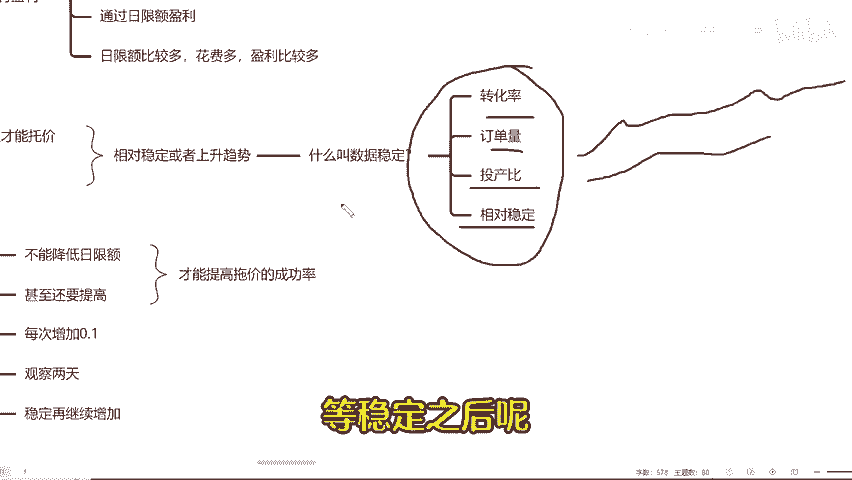 通过日限额盈利
日限额比较多，花费多，盈利比较多
才能托价
相对稳定或者上升趋势
什么叫数据稳定？
转化率
订单量
投产比
相对稳定
不能降低日限额
甚至还要提高
才能提高拖价的成功率
每次增加0.1
观察两天
稳定再继续增加
等稳定之后呢
字数：578 主题数：80